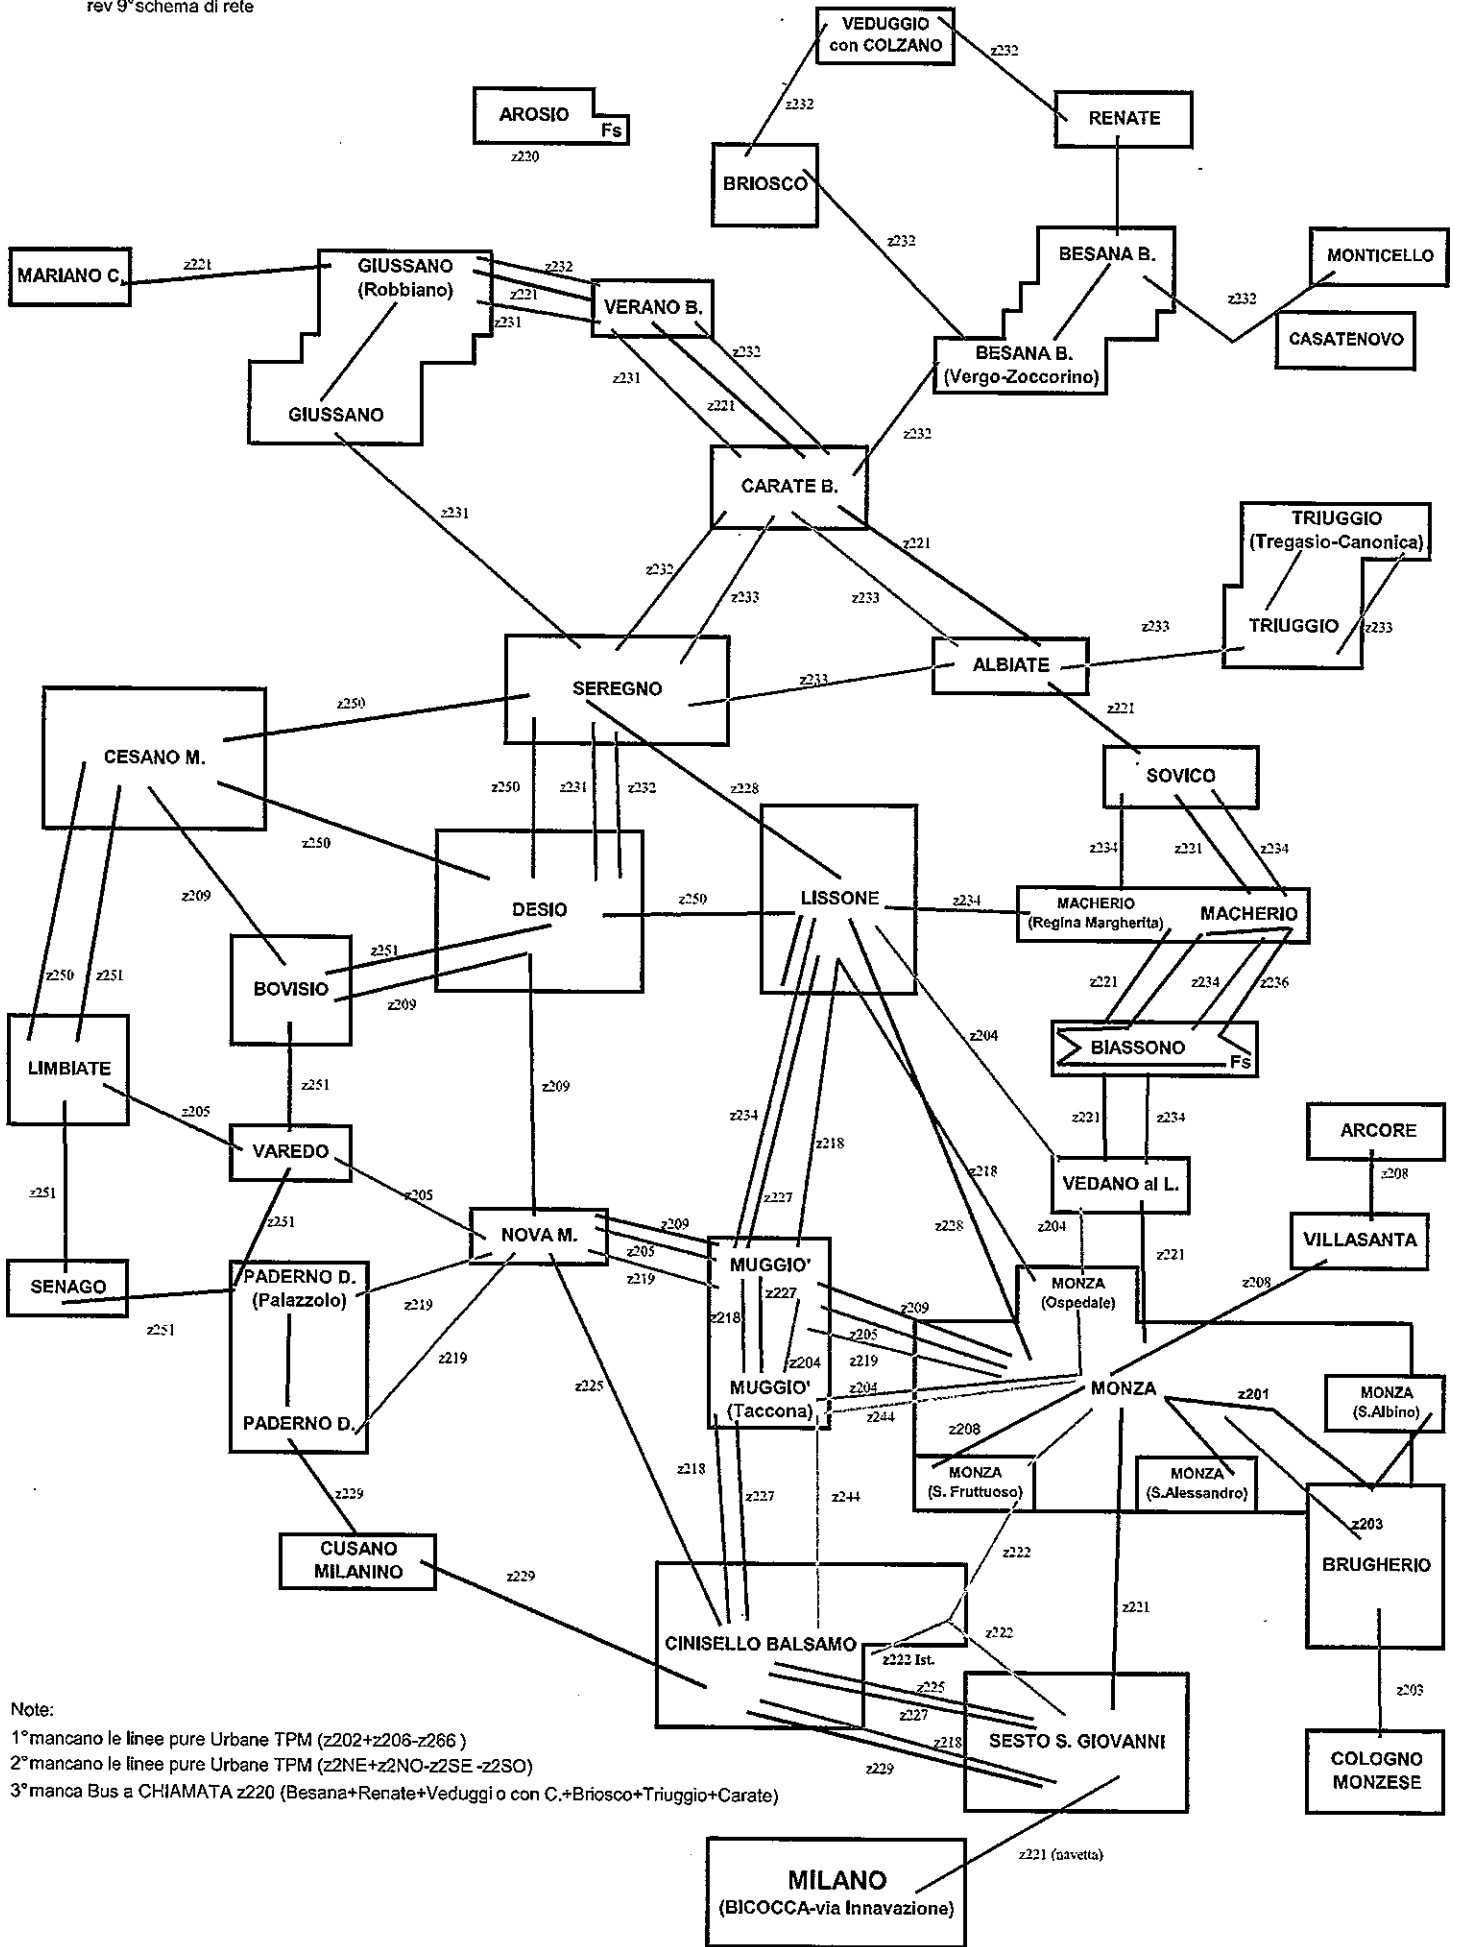 rev 9°schema di rete
VEDUGGIO
con COLZANO
z232
z232
AROSIO
Fs
z220
RENATE
BRIOSCO
z232
MARIANO C.
z221
GIUSSANO
(Robbiano)
z232
z221
z231
VERANO B.
BESANA B.
MONTICELLO
z232
CASATENOVO
BESANA B.
(Vergo-Zoccorino)
GIUSSANO
z231
z221
z232
z232
CARATE B.
z231
z232
z233
z233
z221
TRIUGGIO
(Tregasio-Canonica)
TRIUGGIO
z233
z233
ALBIATE
z233
SEREGNO
z221
z250
CESANO M.
SOVICO
z250
z231
z232
z228
z250
z234
z221
z234
z209
DESIO
z250
LISSONE
z234
MACHERIO
(Regina Margherita)
MACHERIO
z251
z250
z251
BOVISIO
z209
z221
z234
z236
LIMBIATE
z204
BIASSONO
Fs
z251
z209
z205
z234
z218
z221
z234
ARCORE
VAREDO
z208
z251
z205
z227
z218
VEDANO al L.
z251
z228
z204
z221
VILLASANTA
NOVA M.
z209
z205
z219
MUGGIO'
SENAGO
PADERNO D.
(Palazzolo)
z219
z251
MONZA
(Ospedale)
z208
z218
z227
z209
z205
z219
z204
z219
z225
MUGGIO'
(Taccona)
z204
z244
MONZA
z201
MONZA
(S.Albino)
PADERNO D.
z208
z218
z227
z244
MONZA
(S. Fruttuoso)
MONZA
(S.Alessandro)
z229
z203
CUSANO
MILANINO
z222
BRUGHERIO
z229
z221
CINISELLO BALSAMO
z222
z222 Ist.
z225
z227
z203
z218
z229
SESTO S. GIOVANNI
COLOGNO
MONZESE
Note:
1°mancano le linee pure Urbane TPM (z202+z206-z266 )
2°mancano le linee pure Urbane TPM (z2NE+z2NO-z2SE -z2SO)
3°manca Bus a CHIAMATA z220 (Besana+Renate+Veduggi o con C.+Briosco+Triuggio+Carate)
z221 (navetta)
MILANO
(BICOCCA-via Innavazione)